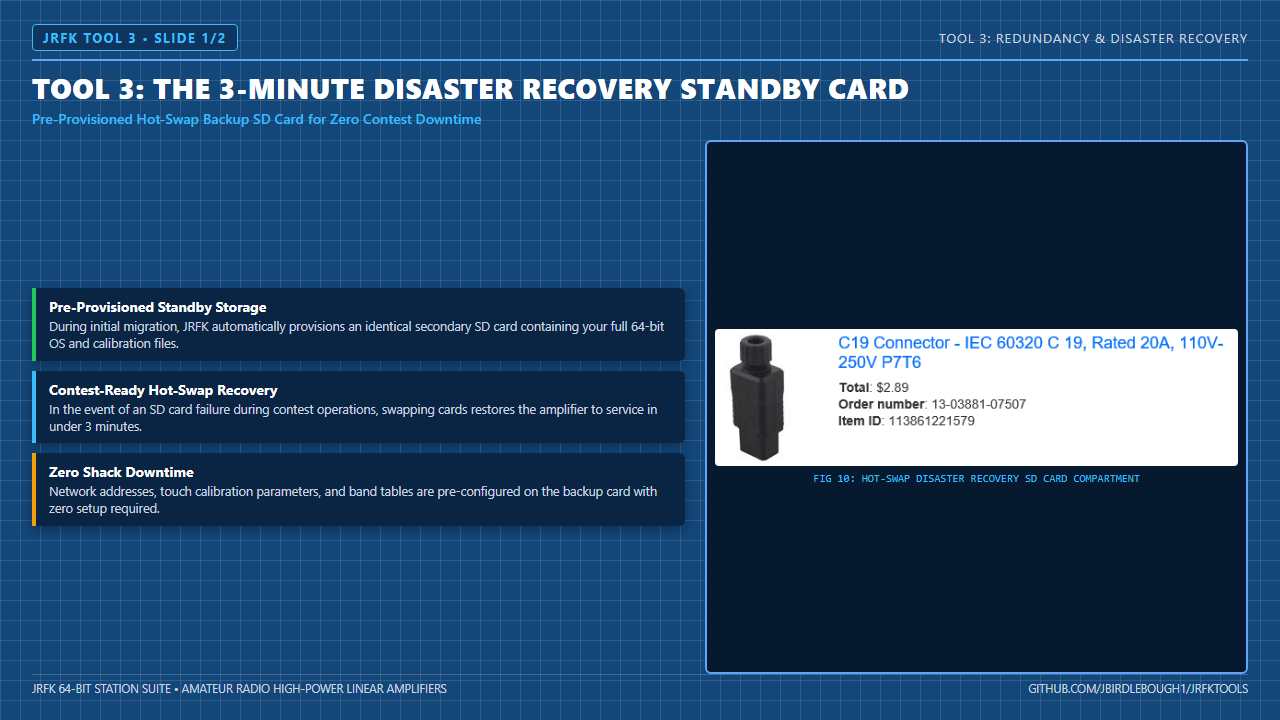 JRFK TOOL 3 • SLIDE 1/2
TOOL 3: REDUNDANCY & DISASTER RECOVERY
TOOL 3: THE 3-MINUTE DISASTER RECOVERY STANDBY CARD
Pre-Provisioned Hot-Swap Backup SD Card for Zero Contest Downtime
Pre-Provisioned Standby Storage
During initial migration, JRFK automatically provisions an identical secondary SD card containing your full 64-bit
OS and calibration files.
Contest-Ready Hot-Swap Recovery
In the event of an SD card failure during contest operations, swapping cards restores the amplifier to service in
under 3 minutes.
Zero Shack Downtime
Network addresses, touch calibration parameters, and band tables are pre-configured on the backup card with
zero setup required.
C19 Connector - IEC 60320 C 19, Rated 20A, 110V-
250V P7T6
Total: $2.89
Order number: 13-03881-07507
Item ID: 113861221579
FIG 10: HOT-SWAP DISASTER RECOVERY SD CARD COMPARTMENT
JRFK 64-BIT STATION SUITE • AMATEUR RADIO HIGH-POWER LINEAR AMPLIFIERS
GITHUB.COM/JBIRDLEBOUGH1/JRFKTOOLS